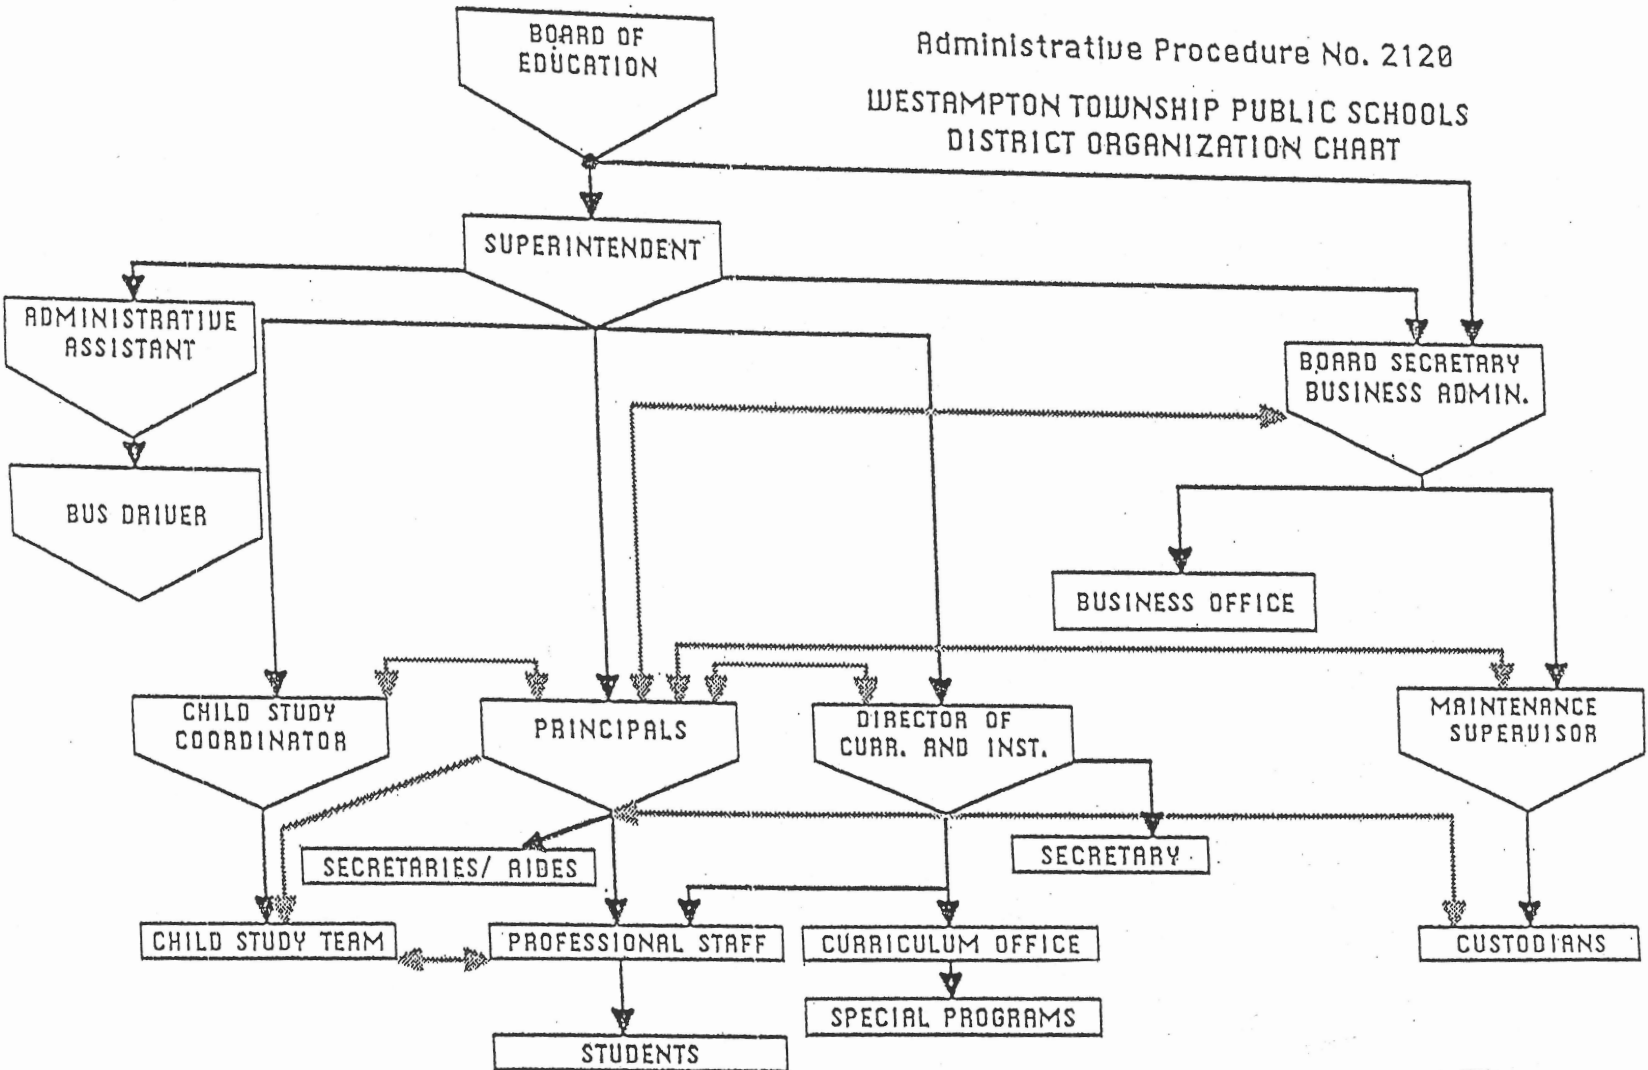 BOARD OF
EDUCATION
Administrative Procedure No. 2120
WESTAMPTON TOWNSHIP PUBLIC SCHOOLS
DISTRICT ORGANIZATION CHART
SUPERINTENDENT
ADMINISTRATIVE
ASSISTANT
BOARD SECRETARY
BUSINESS ADMIN.
BUS DRIVER
BUSINESS OFFICE
CHILD STUDY
COORDINATOR
PRINCIPALS
DIRECTOR OF
CURR. AND INST.
MAINTENANCE
SUPERVISOR
SECRETARIES/ AIDES
SECRETARY
CHILD STUDY TEAM
PROFESSIONAL STAFF
CURRICULUM OFFICE
CUSTODIANS
SPECIAL PROGRAMS
STUDENTS